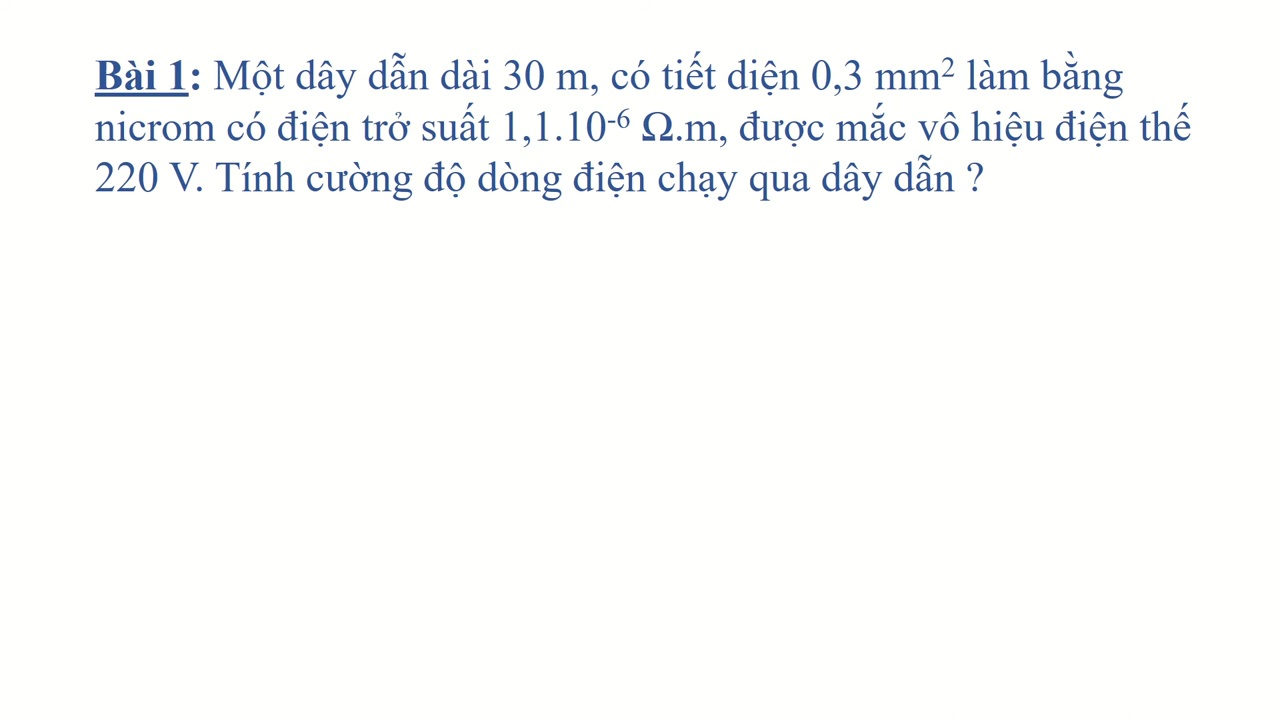 Bài 1: Một dây dẫn dài 30 m, có tiết diện 0,3 mm² làm bằng
nicrom có điện trở suất 1,1.10⁻⁶ Ω.m, được mắc vô hiệu điện thế
220 V. Tính cường độ dòng điện chạy qua dây dẫn ?